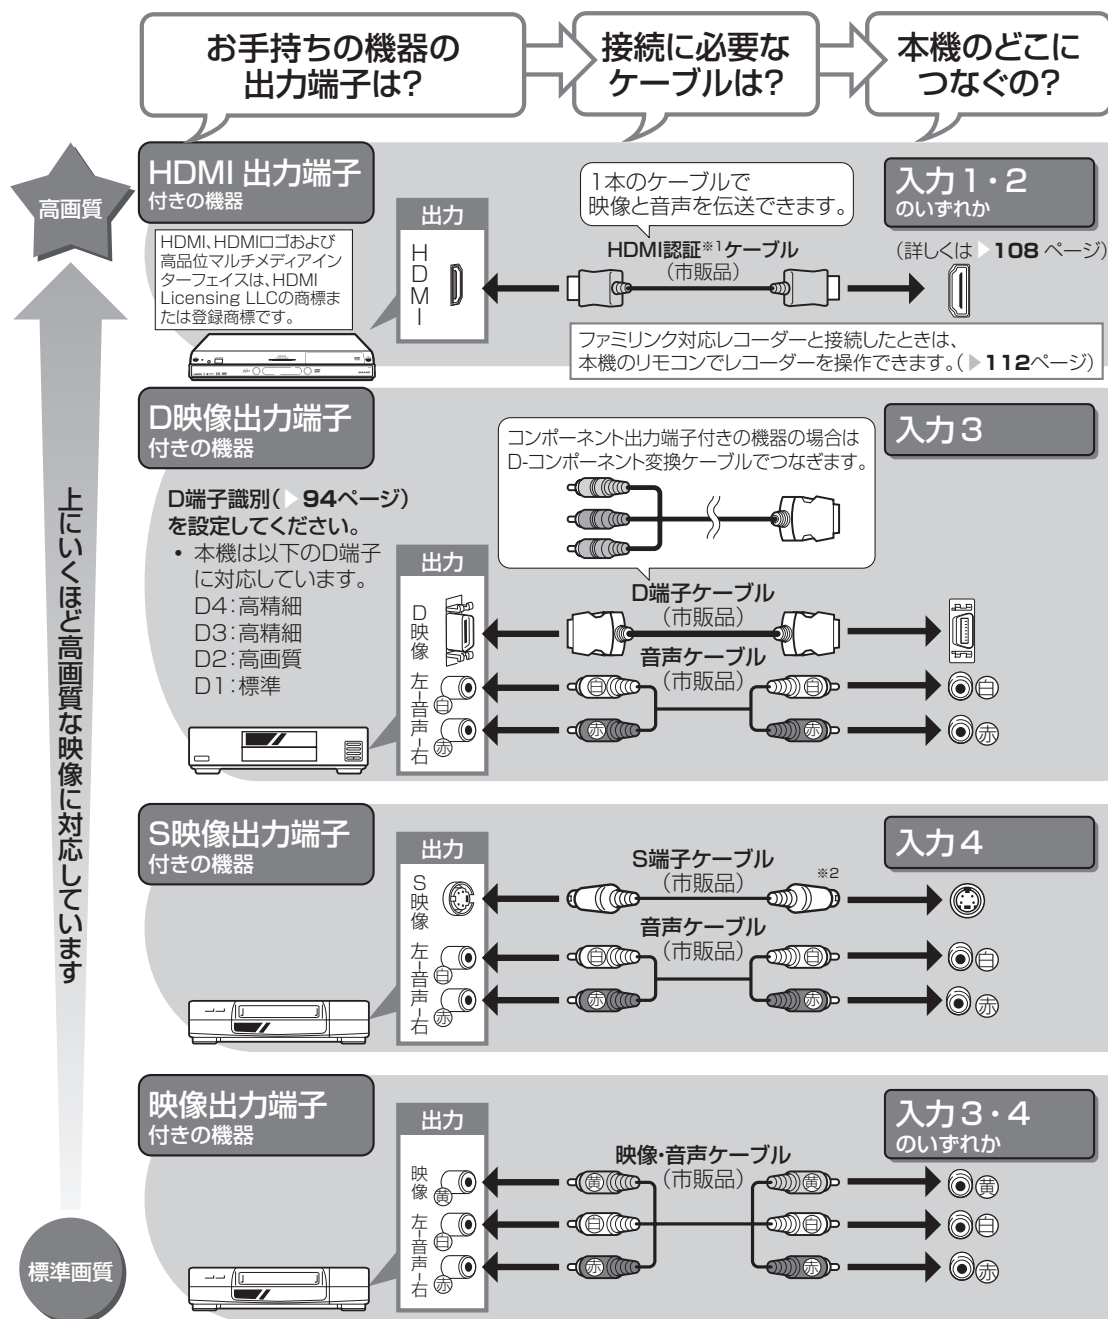 お手持ちの機器の
出力端子は?
接続に必要な
ケーブルは?
本機のどこに
つなぐの?
高画質
上にいくほど高画質な映像に対応しています
標準画質
HDMI 出力端子
付きの機器
HDMI、HDMIロゴおよび
高品位マルチメディアイン
ターフェイスは、HDMI
Licensing LLCの商標ま
たは登録商標です。
出力
HDMI
1本のケーブルで
映像と音声を伝送できます。
HDMI認証※1ケーブル
(市販品)
入力1・2
のいずれか
(詳しくは ▶108 ページ)
ファミリンク対応レコーダーと接続したときは、
本機のリモコンでレコーダーを操作できます。(▶112ページ)
D映像出力端子
付きの機器
D端子識別(▶94ページ)
を設定してください。
• 本機は以下のD端子
に対応しています。
D4:高精細
D3:高精細
D2:高画質
D1:標準
出力
D映像
左-音声-右
白
赤
コンポーネント出力端子付きの機器の場合は
D-コンポーネント変換ケーブルでつなぎます。
D端子ケーブル
(市販品)
音声ケーブル
(市販品)
白 白
赤 赤
入力3
白
赤
S映像出力端子
付きの機器
出力
S映像
左-音声-右
白
赤
S端子ケーブル
(市販品)
※2
音声ケーブル
(市販品)
白 白
赤 赤
入力4
白
赤
映像出力端子
付きの機器
出力
映像
黄
左-音声-右
白
赤
映像・音声ケーブル
(市販品)
黄 黄
白 白
赤 赤
入力3・4
のいずれか
黄
白
赤